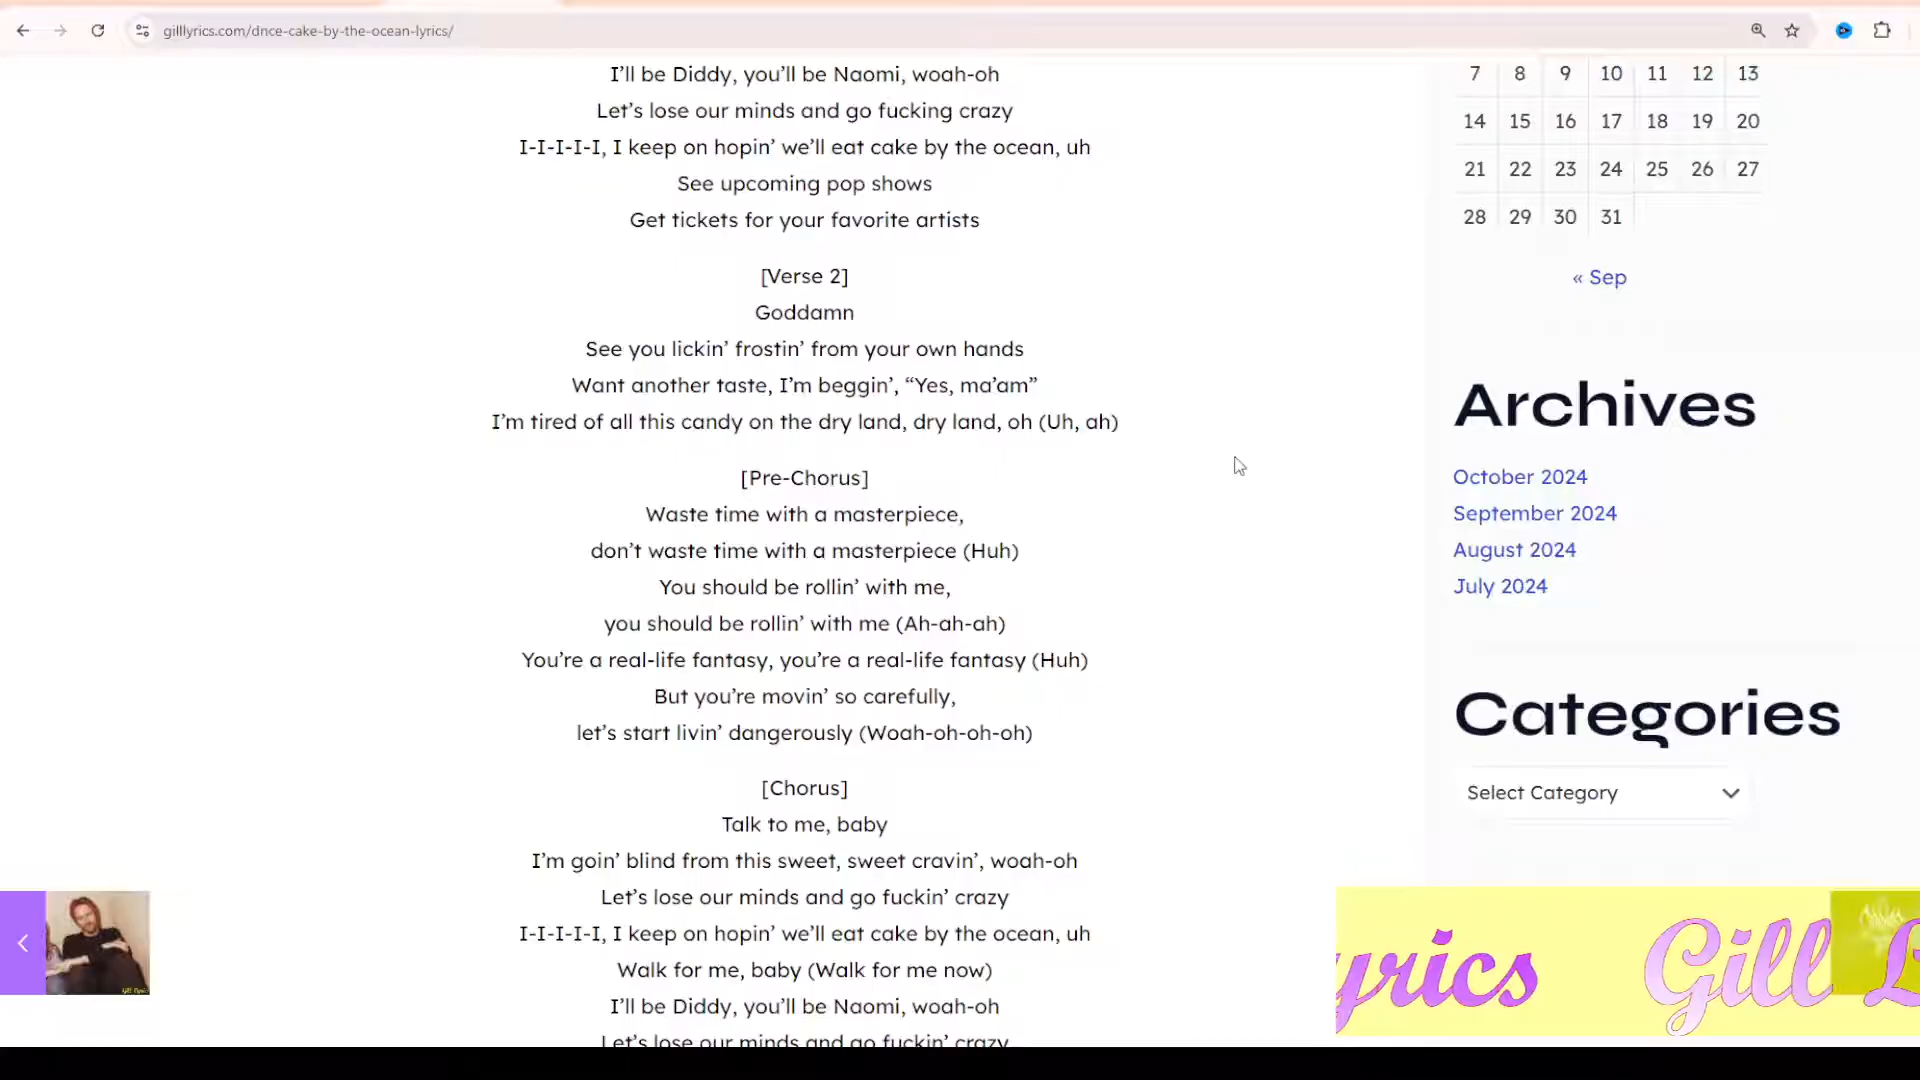 gilllyrics.com/dnce-cake-by-the-ocean-lyrics/
I'll be Diddy, you'll be Naomi, woah-oh
Let's lose our minds and go fucking crazy
I-I-I-I-I, I keep on hopin' we'll eat cake by the ocean, uh
See upcoming pop shows
Get tickets for your favorite artists
[Verse 2]
Goddamn
See you lickin' frostin' from your own hands
Want another taste, I'm beggin', “Yes, ma'am”
I'm tired of all this candy on the dry land, dry land, oh (Uh, ah)
[Pre-Chorus]
Waste time with a masterpiece,
don't waste time with a masterpiece (Huh)
You should be rollin' with me,
you should be rollin' with me (Ah-ah-ah)
You're a real-life fantasy, you're a real-life fantasy (Huh)
But you're movin' so carefully,
let's start livin' dangerously (Woah-oh-oh-oh)
[Chorus]
Talk to me, baby
I'm goin' blind from this sweet, sweet cravin', woah-oh
Let's lose our minds and go fuckin' crazy
I-I-I-I-I, I keep on hopin' we'll eat cake by the ocean, uh
Walk for me, baby (Walk for me now)
I'll be Diddy, you'll be Naomi, woah-oh
Let's lose our minds and go fuckin' crazy
7 8 9 10 11 12 13
14 15 16 17 18 19 20
21 22 23 24 25 26 27
28 29 30 31
« Sep
Archives
October 2024
September 2024
August 2024
July 2024
Categories
Select Category
yrics Gill L